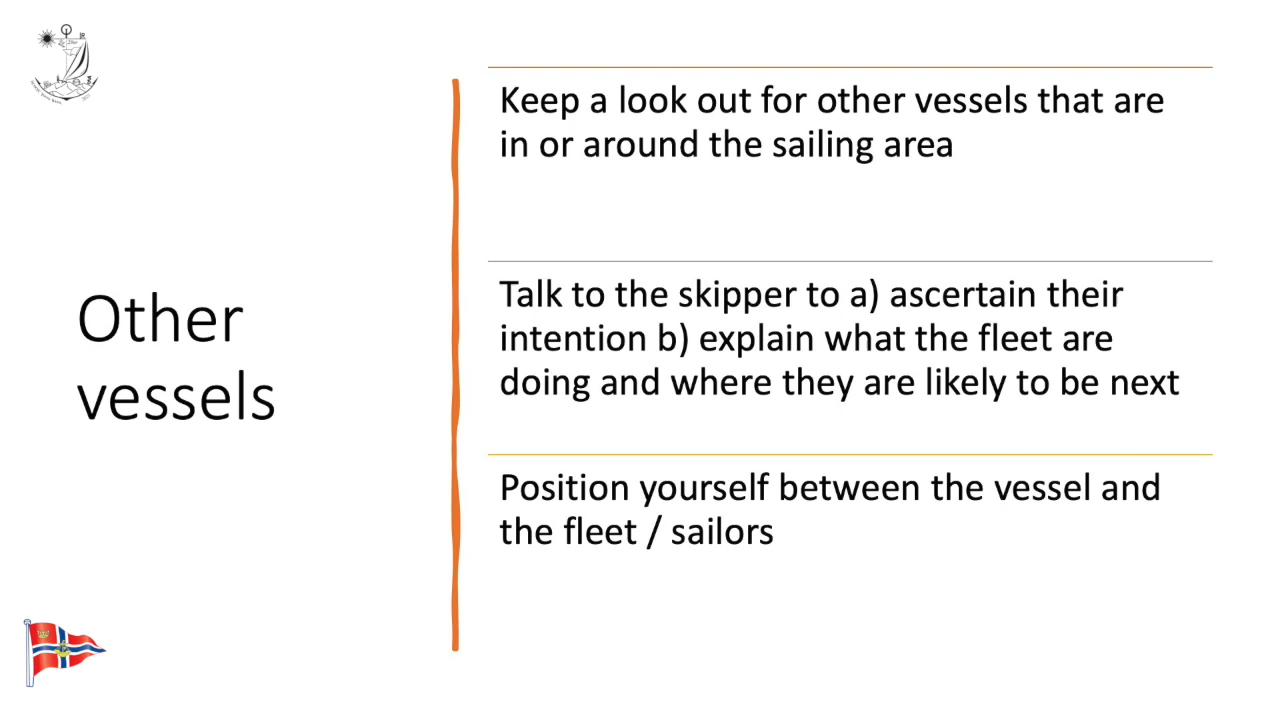 Other
vessels
Keep a look out for other vessels that are
in or around the sailing area
Talk to the skipper to a) ascertain their
intention b) explain what the fleet are
doing and where they are likely to be next
Position yourself between the vessel and
the fleet / sailors